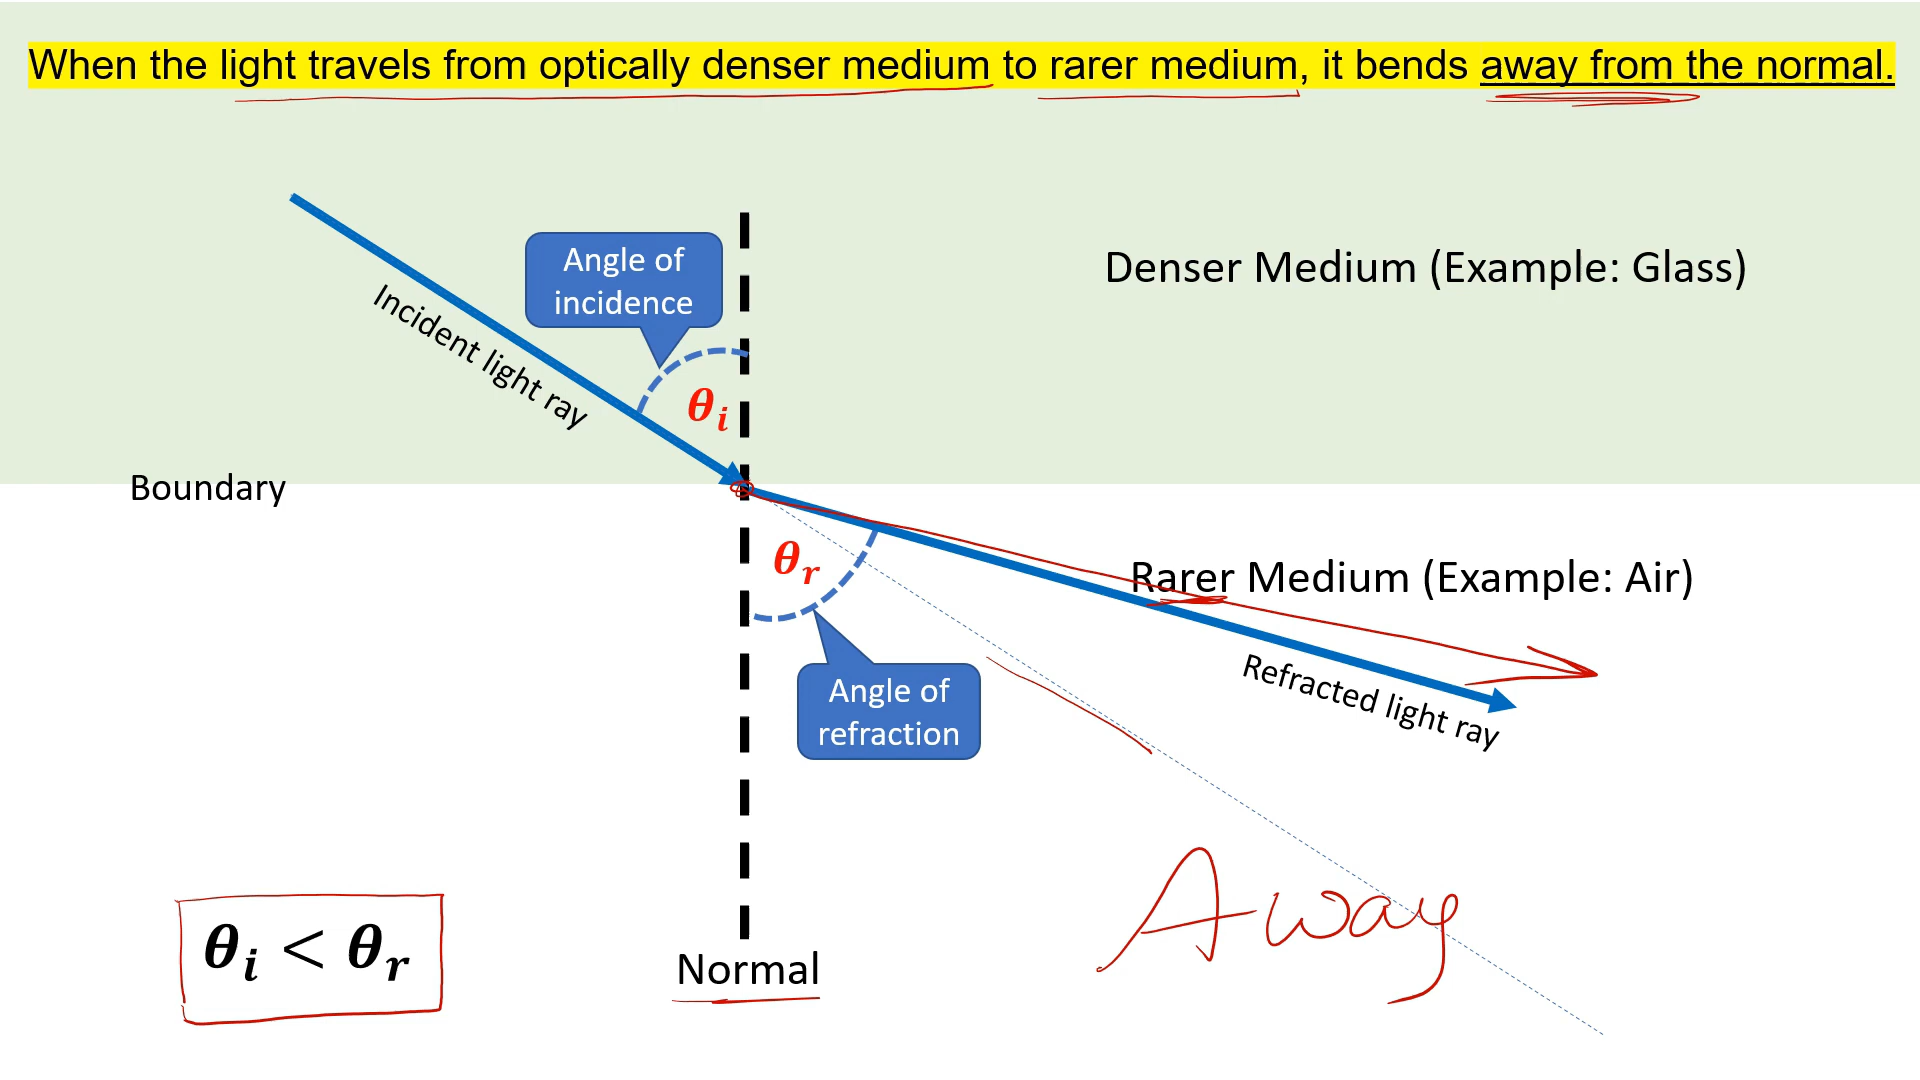 When the light travels from optically denser medium to rarer medium, it bends away from the normal.
Angle of
incidence
Denser Medium (Example: Glass)
Incident light ray
θi
Boundary
θr
Rarer Medium (Example: Air)
Refracted light ray
Angle of
refraction
Away
θi < θr
Normal